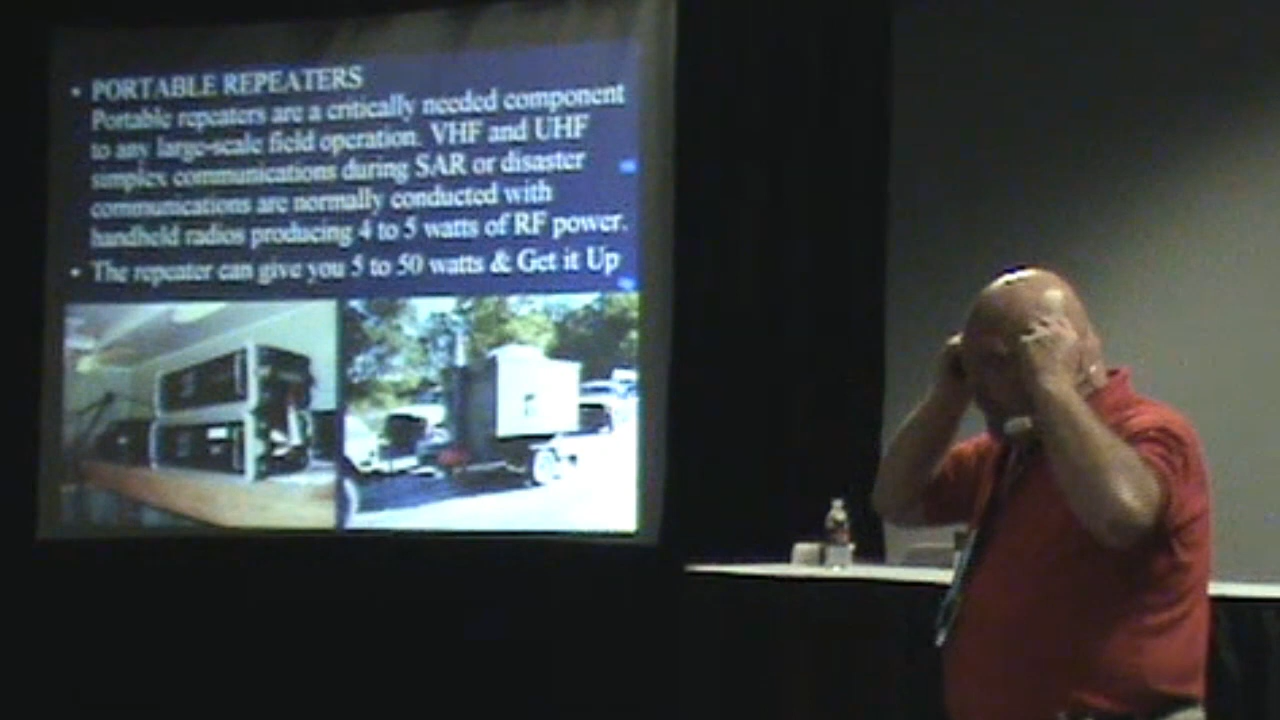 • PORTABLE REPEATERS
Portable repeaters are a critically needed component
to any large-scale field operation. VHF and UHF
simplex communications during SAR or disaster
communications are normally conducted with
handheld radios producing 4 to 5 watts of RF power.
• The repeater can give you 5 to 50 watts & Get it Up